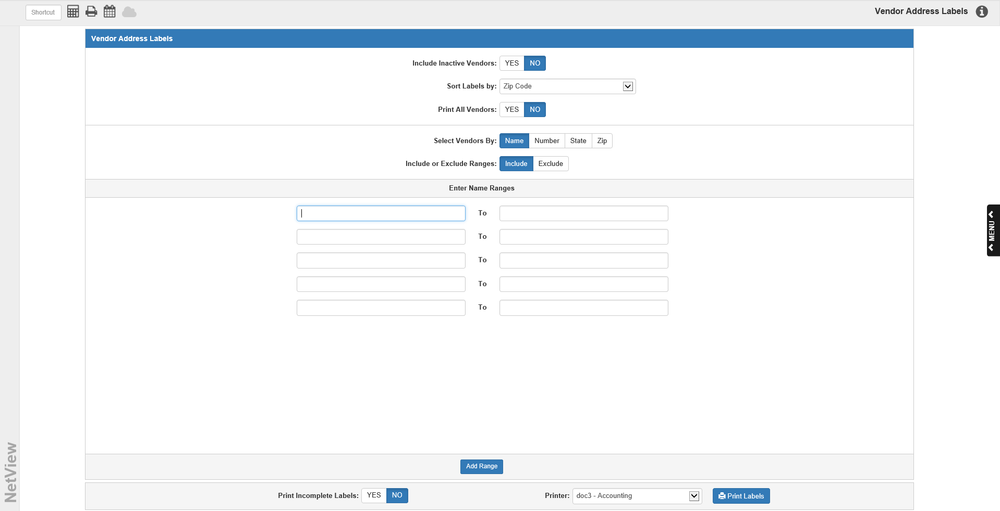 Shortcut
Vendor Address Labels
Vendor Address Labels
Include Inactive Vendors: YES NO
Sort Labels by: Zip Code
Print All Vendors: YES NO
Select Vendors By: Name Number State Zip
Include or Exclude Ranges: Include Exclude
Enter Name Ranges
To
To
To
To
To
MENU
Add Range
Print Incomplete Labels: YES NO Printer: doc3 - Accounting Print Labels
NetView